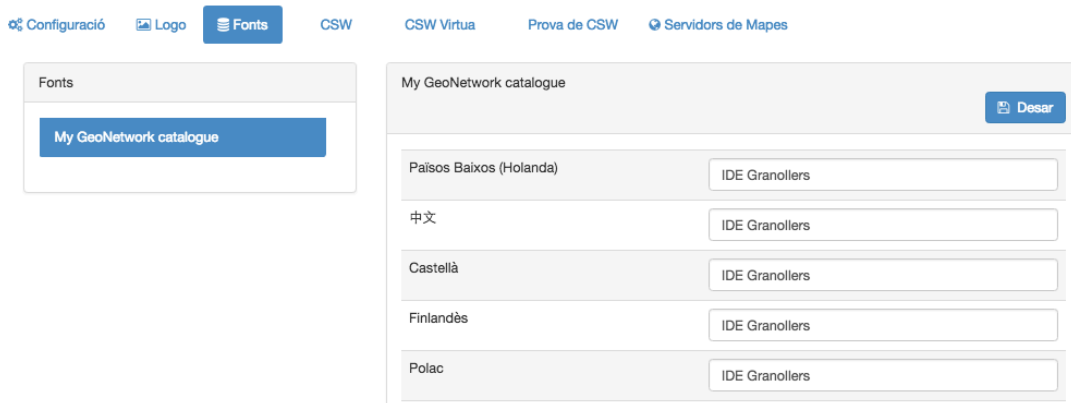 Configuració Logo Fonts CSW CSW Virtua Prova de CSW Servidors de Mapes
Fonts
My GeoNetwork catalogue
My GeoNetwork catalogue
Desar
Països Baixos (Holanda) IDE Granollers
中文 IDE Granollers
Castellà IDE Granollers
Finlandès IDE Granollers
Polac IDE Granollers